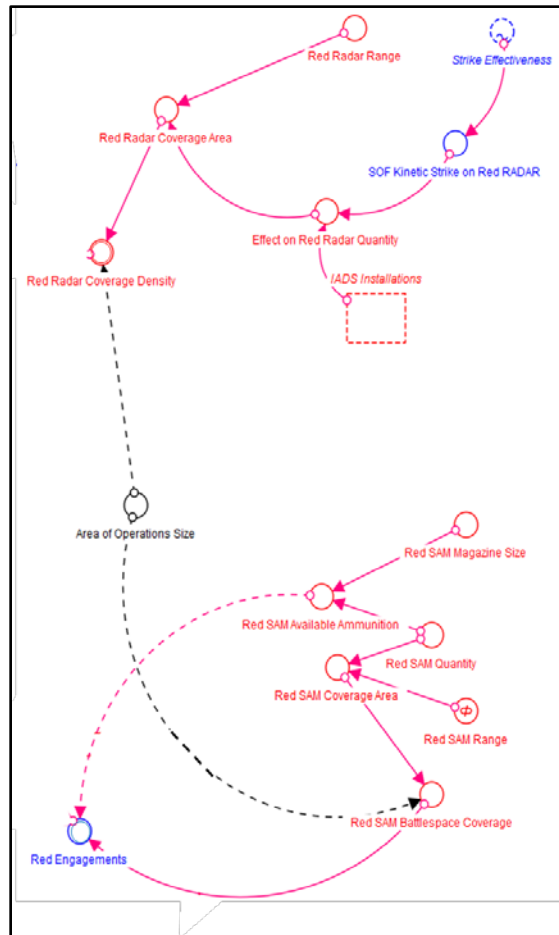 Red Radar Range
Strike Effectiveness
Red Radar Coverage Area
SOF Kinetic Strike on Red RADAR
Effect on Red Radar Quantity
Red Radar Coverage Density
IADS Installations
Area of Operations Size
Red SAM Magazine Size
Red SAM Available Ammunition
Red SAM Quantity
Red SAM Coverage Area
Red SAM Range
Red SAM Battlespace Coverage
Red Engagements